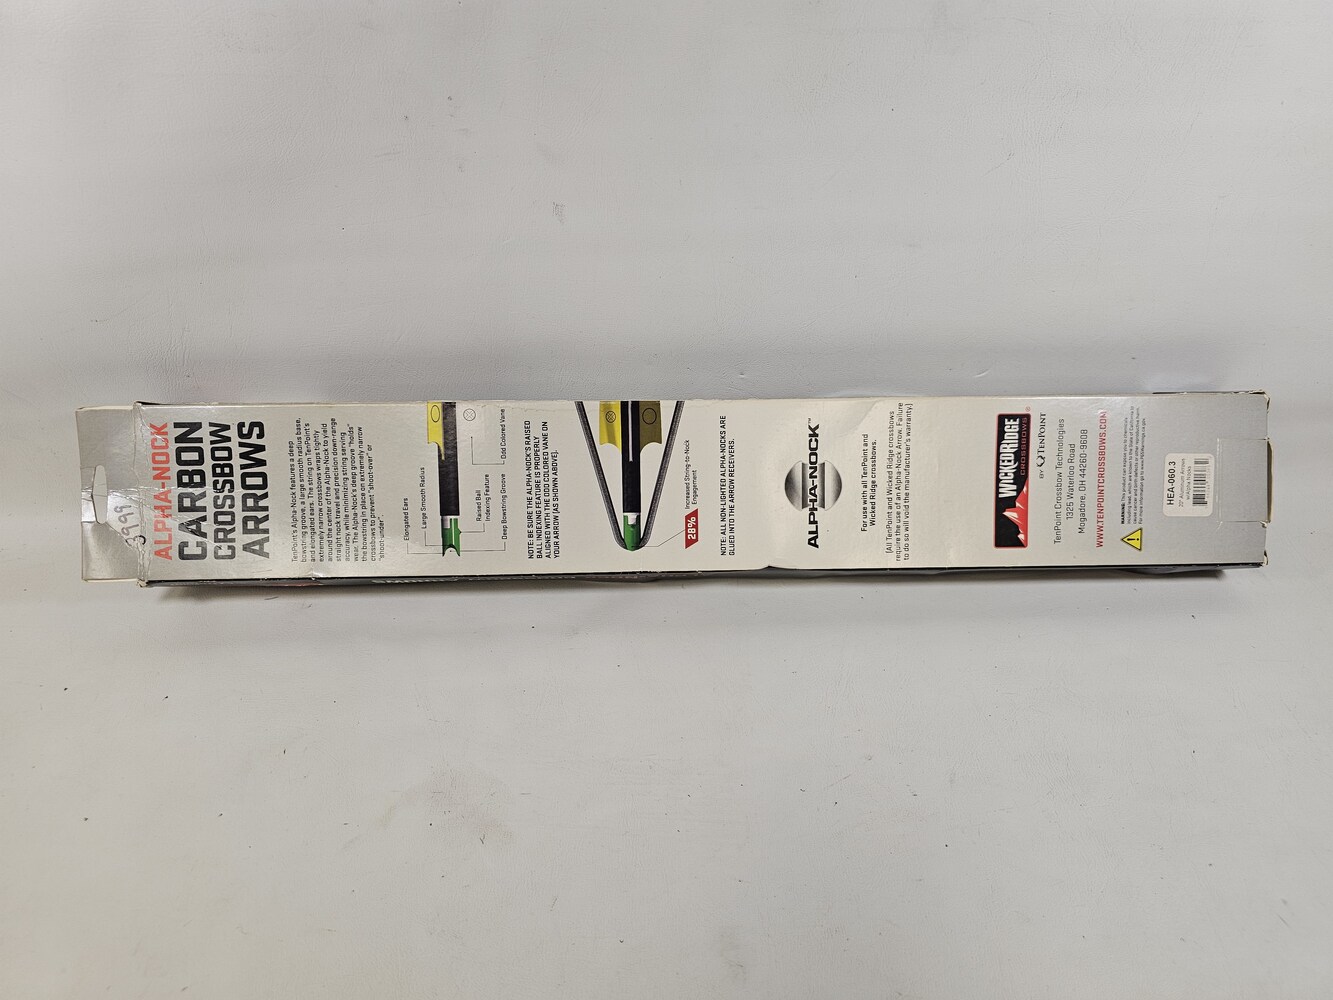 3999
ALPHA-NOCK
CARBON
CROSSBOW
ARROWS
TenPoint's Alpha-Nock features a deep
bowstring groove, a large smooth radius base,
and elongated ears. The string on TenPoint's
extremely narrow crossbows wraps tightly
around the center of the Alpha-Nock to yield
straight nock travel and precision down-range
accuracy, while minimizing string serving
wear. The Alpha-Nock's deep groove "holds"
the bowstring in place on extremely narrow
crossbows to prevent "shoot-over" or
"shoot-under".
Elongated Ears
Large Smooth Radius
Raised Ball
Indexing Feature
Deep Bowstring Groove
Odd Colored Vane
NOTE: BE SURE THE ALPHA-NOCK'S RAISED
BALL INDEXING FEATURE IS PROPERLY
ALIGNED WITH THE ODD COLORED VANE ON
YOUR ARROW (AS SHOWN ABOVE).
28%
Increased String-to-Nock
Engagement
NOTE: ALL NON-LIGHTED ALPHA-NOCKS ARE
GLUED INTO THE ARROW RECEIVERS.
ALPHA-NOCK™
For use with all TenPoint and
Wicked Ridge crossbows.
(All TenPoint and Wicked Ridge crossbows
require the use of an Alpha-Nock Arrow. Failure
to do so will void the manufacturer's warranty.)
WICKED RIDGE
CROSSBOWS
BY TENPOINT
TenPoint Crossbow Technologies
1325 Waterloo Road
Mogadore, OH 44260-9608
WWW.TENPOINTCROSSBOWS.COM
HEA-060.3